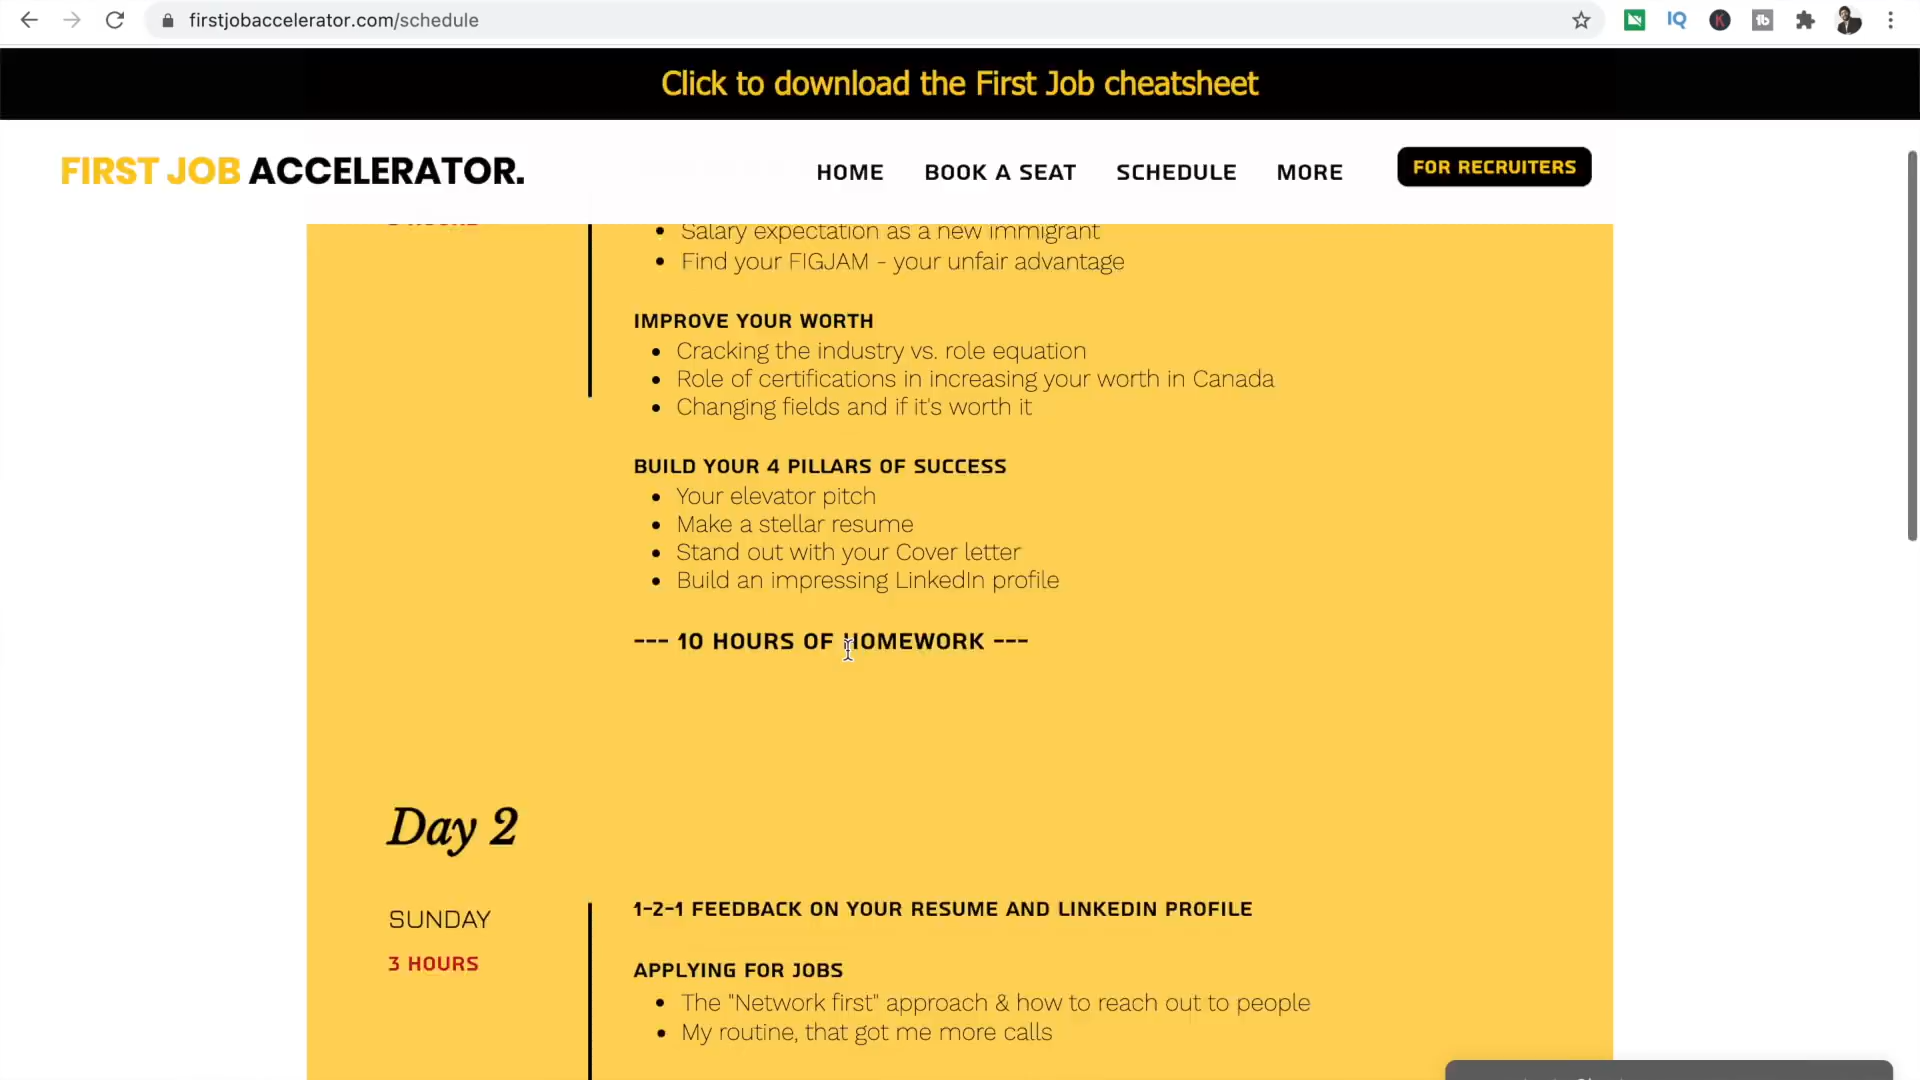 firstjobaccelerator.com/schedule
IQ
K
tb
Click to download the First Job cheatsheet
FIRST JOB ACCELERATOR.
HOME
BOOK A SEAT
SCHEDULE
MORE
FOR RECRUITERS
• Salary expectation as a new immigrant
• Find your FIGJAM - your unfair advantage
IMPROVE YOUR WORTH
• Cracking the industry vs. role equation
• Role of certifications in increasing your worth in Canada
• Changing fields and if it's worth it
BUILD YOUR 4 PILLARS OF SUCCESS
• Your elevator pitch
• Make a stellar resume
• Stand out with your Cover letter
• Build an impressing LinkedIn profile
--- 10 HOURS OF HOMEWORK ---
Day 2
SUNDAY
3 HOURS
1-2-1 FEEDBACK ON YOUR RESUME AND LINKEDIN PROFILE
APPLYING FOR JOBS
• The "Network first" approach & how to reach out to people
• My routine, that got me more calls